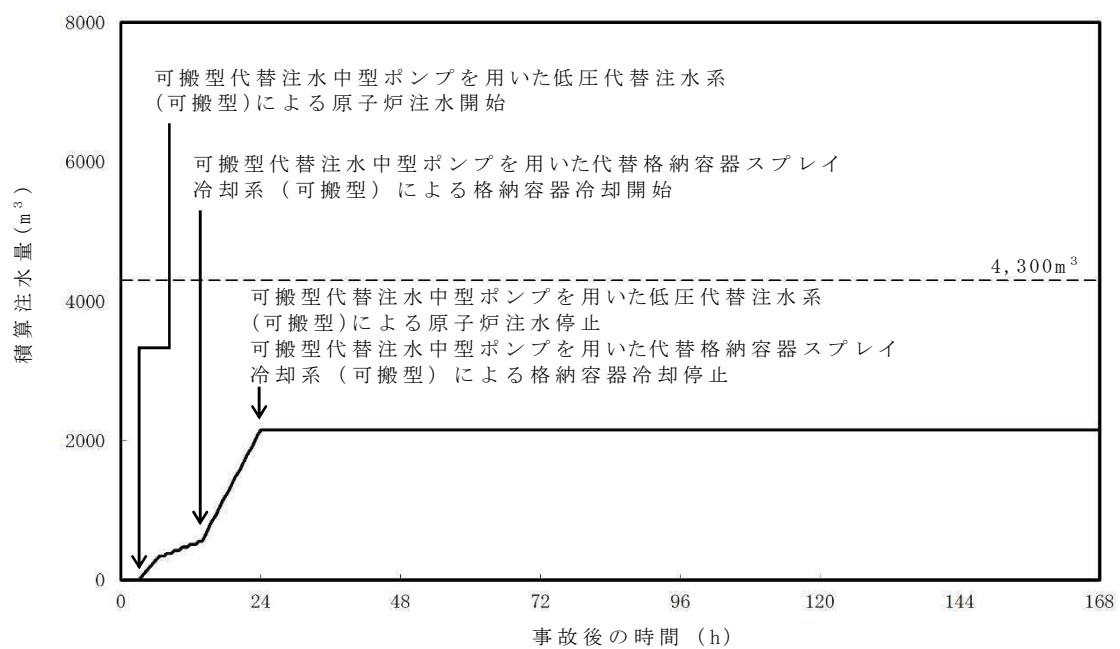 8000
可搬型代替注水中型ポンプを用いた低圧代替注水系
(可搬型)による原子炉注水開始
6000
可搬型代替注水中型ポンプを用いた代替格納容器スプレイ
冷却系（可搬型）による格納容器冷却開始
積算注水量(m³)
4,300m³
4000
可搬型代替注水中型ポンプを用いた低圧代替注水系
(可搬型)による原子炉注水停止
可搬型代替注水中型ポンプを用いた代替格納容器スプレイ
冷却系（可搬型）による格納容器冷却停止
2000
0
0 24 48 72 96 120 144 168
事故後の時間 (h)